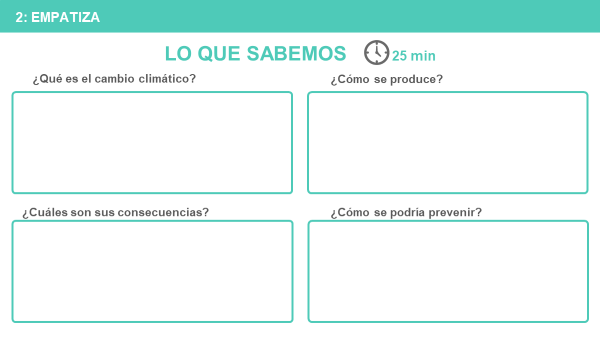 2: EMPATIZA
LO QUE SABEMOS 25 min
¿Qué es el cambio climático? ¿Cómo se produce?
¿Cuáles son sus consecuencias? ¿Cómo se podria prevenir?